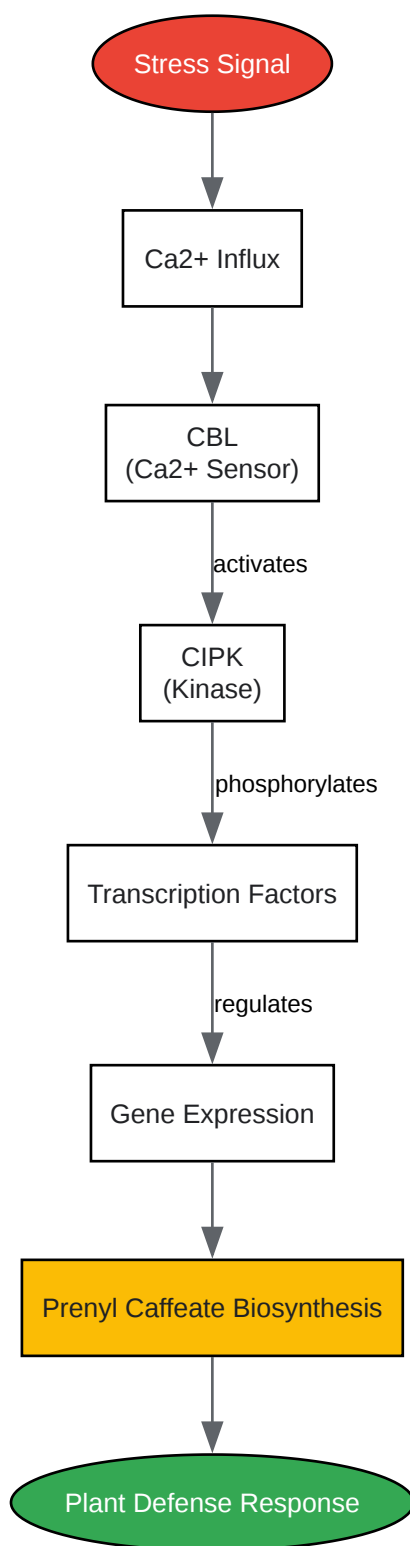 Stress Signal
Ca2+ Influx
CBL
(Ca2+ Sensor)
activates
CIPK
(Kinase)
phosphorylates
Transcription Factors
regulates
Gene Expression
Prenyl Caffeate Biosynthesis
Plant Defense Response